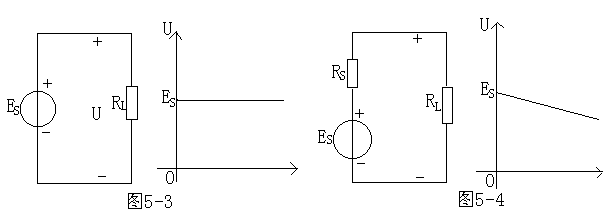 U
+
+
ES
RL
U
−
−
ES
0
图5-3
U
+
RS
RL
+
ES
−
−
ES
0
图5-4